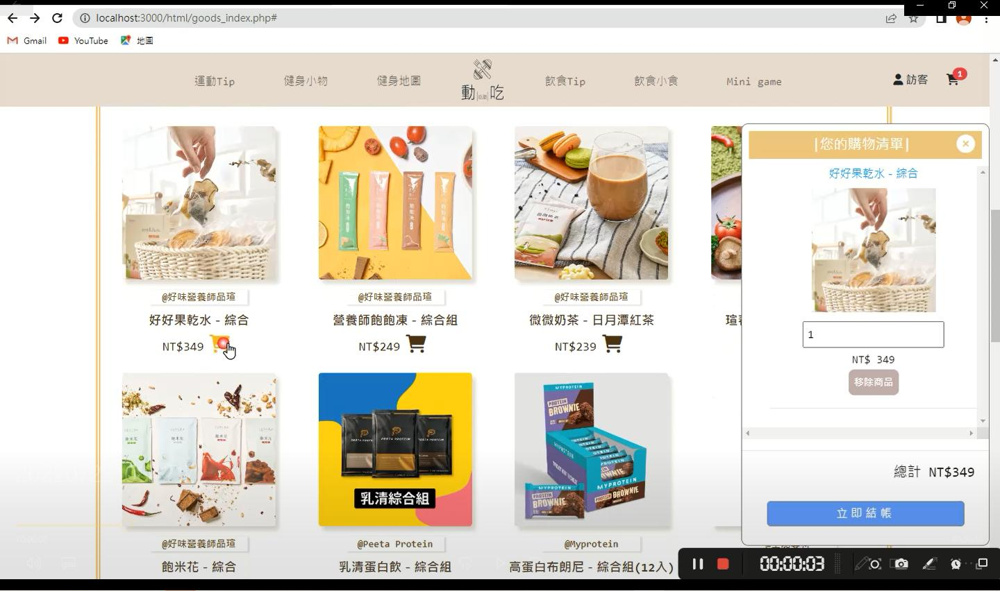 localhost:3000/html/goods_index.php#
Gmail YouTube 地圖
運動Tip 健身小物 健身地圖 動 吃 飲食Tip 飲食小食 Mini game 訪客 1
|您的購物清單|
好好果乾水 - 綜合
1
NT$ 349
移除商品
總計 NT$349
立即結帳
@好味營養師品瑄 @好味營養師品瑄 @好味營養師品瑄
好好果乾水 - 綜合 營養師飽飽凍 - 綜合組 微微奶茶 - 日月潭紅茶 瑄
NT$349 NT$249 NT$239
PEETA PROTEIN
乳清綜合組
MYPROTEIN
PROTEIN
BROWNIE
MYPROTEIN
MYPROTEIN
BROWNIE
@好味營養師品瑄 @Peeta Protein @Myprotein
飽米花 - 綜合 乳清蛋白飲 - 綜合組 高蛋白布朗尼 - 綜合組(12入)
00:00:03